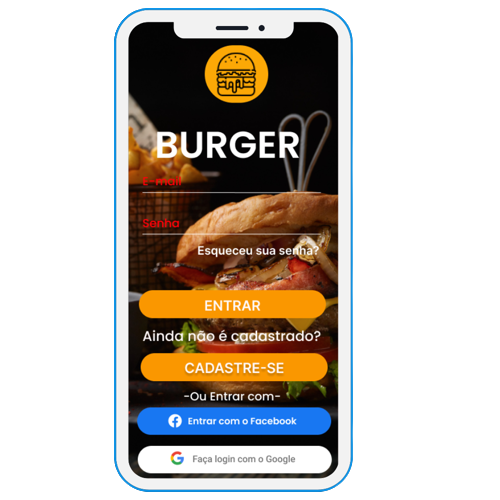 BURGER
E-mail
Senha
Esqueceu sua senha?
ENTRAR
Ainda não é cadastrado?
CADASTRE-SE
-Ou Entrar com-
Entrar com o Facebook
Faça login com o Google